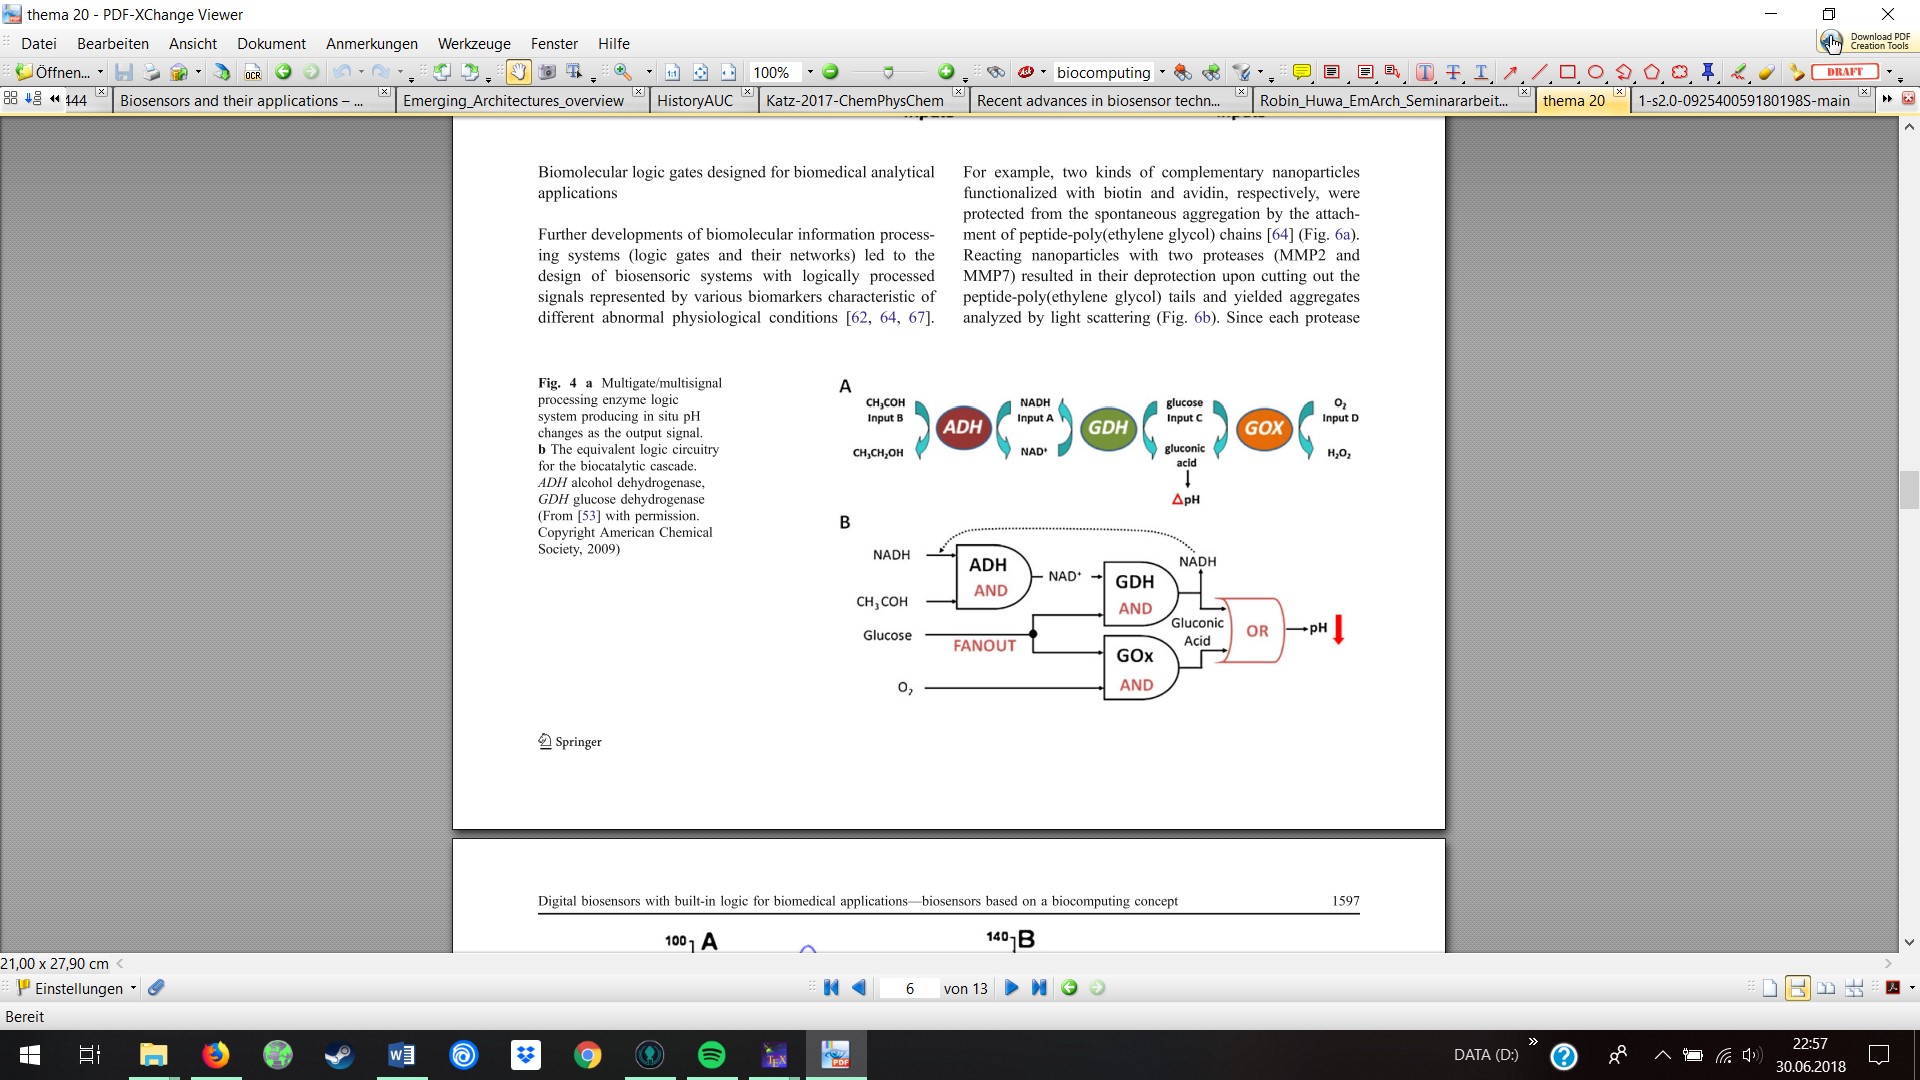 thema 20 - PDF-XChange Viewer
Datei Bearbeiten Ansicht Dokument Anmerkungen Werkzeuge Fenster Hilfe
Download PDF
Creation Tools
Öffnen... OCR 100% biocomputing DRAFT
444 Biosensors and their applications – ... Emerging_Architectures_overview HistoryAUC Katz-2017-ChemPhysChem Recent advances in biosensor techn... Robin_Huwa_EmArch_Seminararbeit... thema 20 1-s2.0-092540059180198S-main
Biomolecular logic gates designed for biomedical analytical
applications
Further developments of biomolecular information process-
ing systems (logic gates and their networks) led to the
design of biosensoric systems with logically processed
signals represented by various biomarkers characteristic of
different abnormal physiological conditions [62, 64, 67].
For example, two kinds of complementary nanoparticles
functionalized with biotin and avidin, respectively, were
protected from the spontaneous aggregation by the attach-
ment of peptide-poly(ethylene glycol) chains [64] (Fig. 6a).
Reacting nanoparticles with two proteases (MMP2 and
MMP7) resulted in their deprotection upon cutting out the
peptide-poly(ethylene glycol) tails and yielded aggregates
analyzed by light scattering (Fig. 6b). Since each protease
Fig. 4 a Multigate/multisignal
processing enzyme logic
system producing in situ pH
changes as the output signal.
b The equivalent logic circuitry
for the biocatalytic cascade.
ADH alcohol dehydrogenase,
GDH glucose dehydrogenase
(From [53] with permission.
Copyright American Chemical
Society, 2009)
A
CH₃COH NADH glucose O₂
Input B Input A Input C Input D
ADH GDH GOX
CH₃CH₂OH NAD⁺ gluconic H₂O₂
acid
ΔpH
B
NADH ADH AND NAD⁺ GDH AND NADH
CH₃COH
Glucose FANOUT Gluconic Acid OR pH
GOx AND
O₂
Springer
Digital biosensors with built-in logic for biomedical applications—biosensors based on a biocomputing concept 1597
100 A 140 B
21,00 x 27,90 cm
Einstellungen 6 von 13
Bereit
DATA (D:) 22:57
30.06.2018